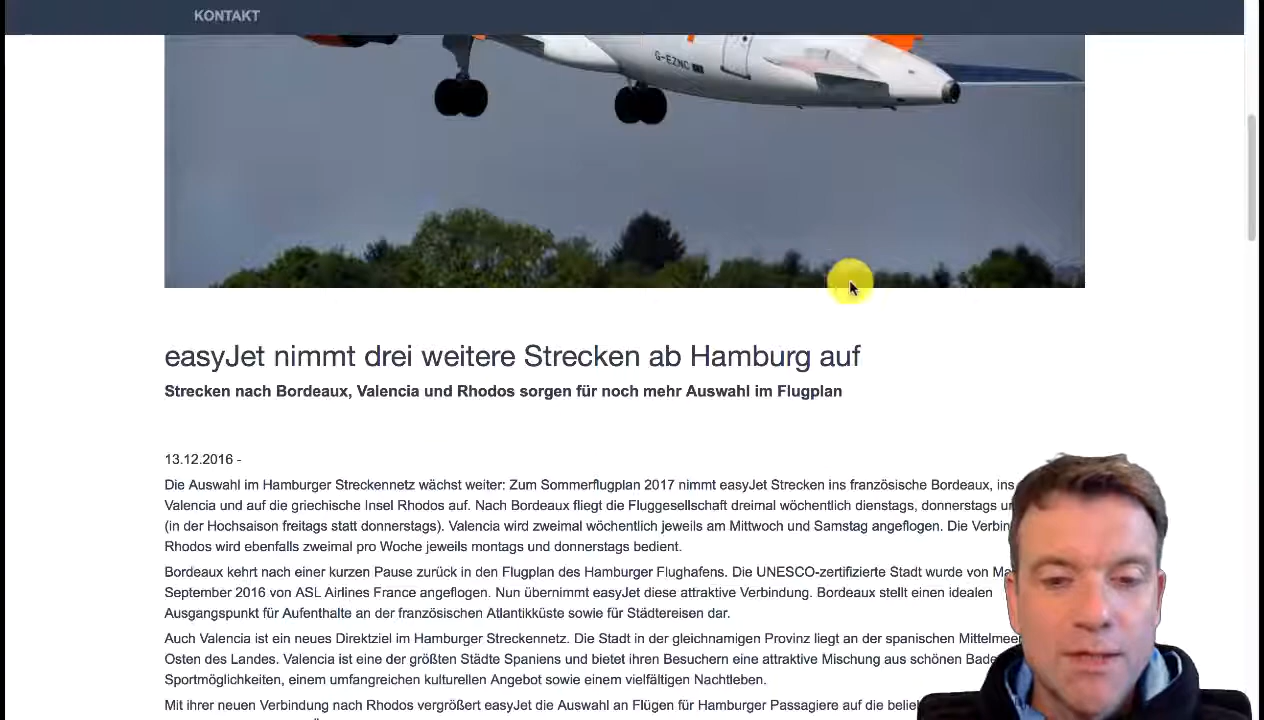 KONTAKT
G-EZNC
easyJet nimmt drei weitere Strecken ab Hamburg auf
Strecken nach Bordeaux, Valencia und Rhodos sorgen für noch mehr Auswahl im Flugplan
13.12.2016 -
Die Auswahl im Hamburger Streckennetz wächst weiter: Zum Sommerflugplan 2017 nimmt easyJet Strecken ins französische Bordeaux, ins
Valencia und auf die griechische Insel Rhodos auf. Nach Bordeaux fliegt die Fluggesellschaft dreimal wöchentlich dienstags, donnerstags
(in der Hochsaison freitags statt donnerstags). Valencia wird zweimal wöchentlich jeweils am Mittwoch und Samstag angeflogen. Die
Rhodos wird ebenfalls zweimal pro Woche jeweils montags und donnerstags bedient.
Bordeaux kehrt nach einer kurzen Pause zurück in den Flugplan des Hamburger Flughafens. Die UNESCO-zertifizierte Stadt wurde von
September 2016 von ASL Airlines France angeflogen. Nun übernimmt easyJet diese attraktive Verbindung. Bordeaux stellt einen idealen
Ausgangspunkt für Aufenthalte an der französischen Atlantikküste sowie für Städtereisen dar.
Auch Valencia ist ein neues Direktziel im Hamburger Streckennetz. Die Stadt in der gleichnamigen Provinz liegt an der spanischen
Osten des Landes. Valencia ist eine der größten Städte Spaniens und bietet ihren Besuchern eine attraktive Mischung aus schönen
Sportmöglichkeiten, einem umfangreichen kulturellen Angebot sowie einem vielfältigen Nachtleben.
Mit ihrer neuen Verbindung nach Rhodos vergrößert easyJet die Auswahl an Flügen für Hamburger Passagiere auf die